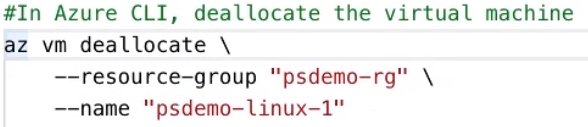 #In Azure CLI, deallocate the virtual machine
az vm deallocate \
    --resource-group "psdemo-rg" \
    --name "psdemo-linux-1"